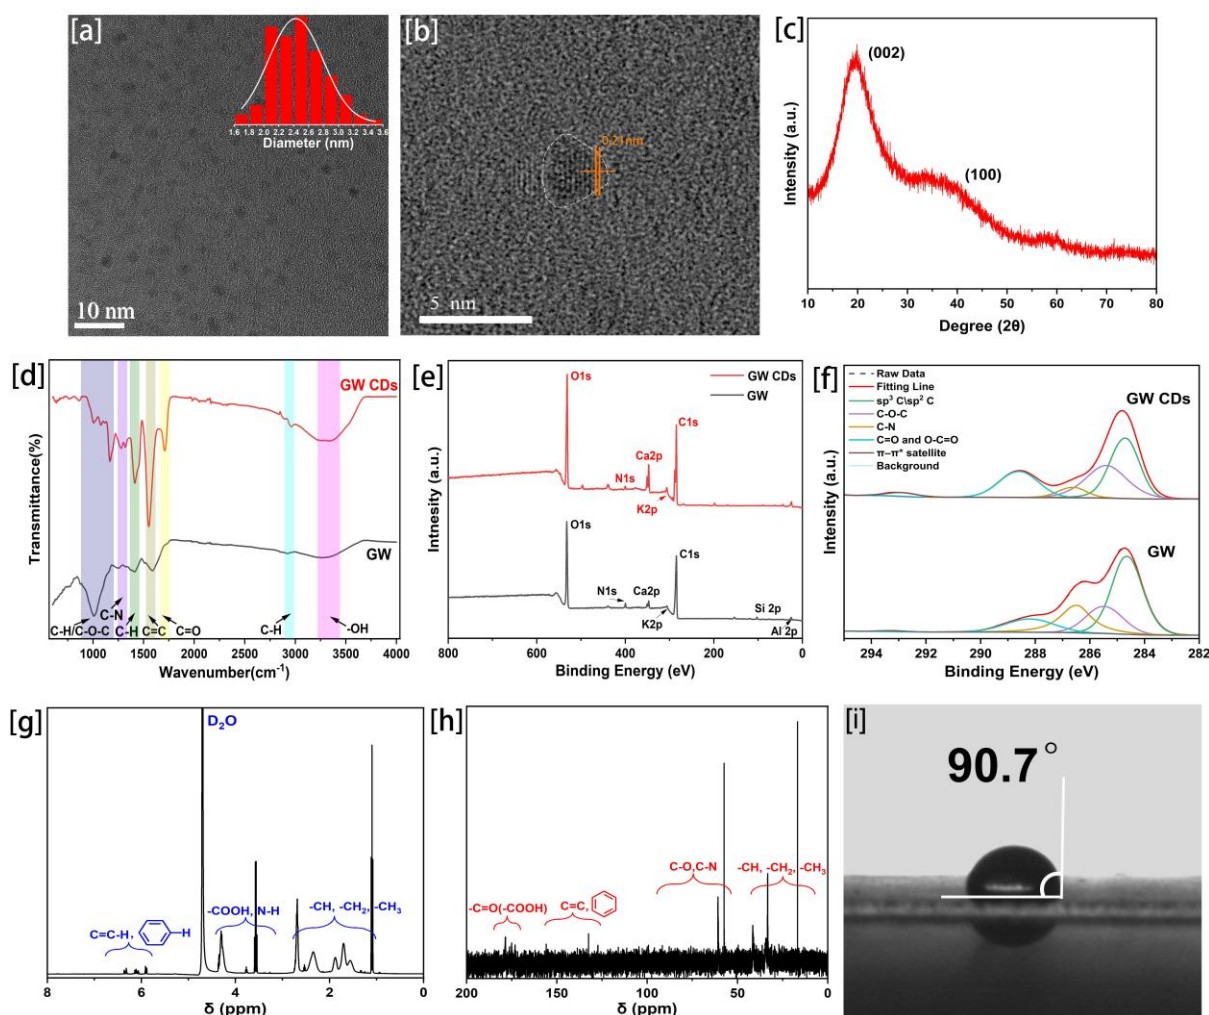 [a]
1.6 1.8 2.0 2.2 2.4 2.6 2.8 3.0 3.2 3.4 3.6
Diameter (nm)
10 nm
[b]
0.21nm
5 nm
[c]
(002)
(100)
Intensity (a.u.)
10 20 30 40 50 60 70 80
Degree (2θ)
[d]
GW CDs
GW
Transmittance(%)
C-N
C-H/C-O-C C-H C=C C=O C-H -OH
1000 1500 2000 2500 3000 3500 4000
Wavenumber(cm⁻¹)
[e]
GW CDs
GW
O1s
C1s
Ca2p
N1s
K2p
O1s
C1s
N1s
Ca2p
K2p
Si 2p
Al 2p
Intnesity (a.u.)
800 600 400 200 0
Binding Energy (eV)
[f]
Raw Data
Fitting Line
sp³ C\sp² C
C-O-C
C-N
C=O and O-C=O
π--π* satellite
Background
GW CDs
GW
Intensity (a.u.)
294 292 290 288 286 284 282
Binding Energy (eV)
[g]
D₂O
-COOH, N-H
-CH, -CH₂, -CH₃
C=C-H, -H
8 6 4 2 0
δ (ppm)
[h]
C-O,C-N
-CH, -CH₂, -CH₃
-C=O(-COOH)
C=C,
200 150 100 50 0
δ (ppm)
[i]
90.7°